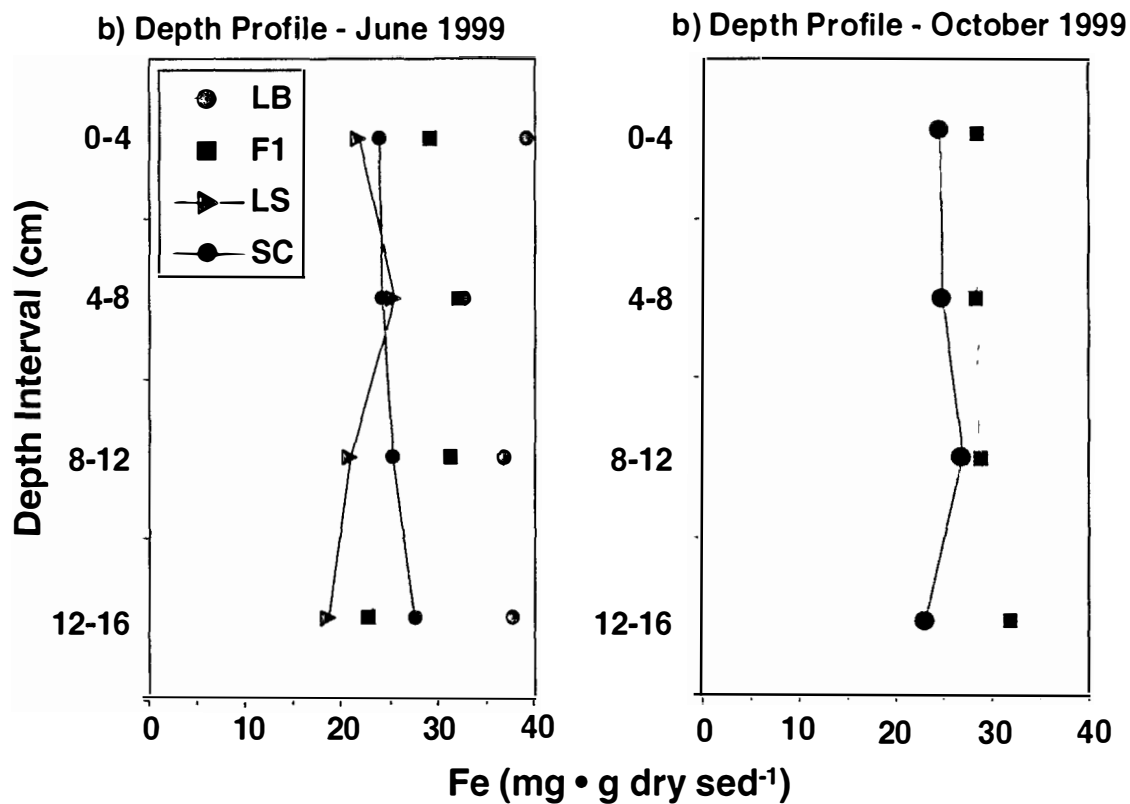 b) Depth Profile - June 1999
b) Depth Profile - October 1999
LB
F1
LS
SC
Depth Interval (cm)
0-4
4-8
8-12
12-16
0-4
4-8
8-12
12-16
0 10 20 30 40
0 10 20 30 40
Fe (mg • g dry sed⁻¹)